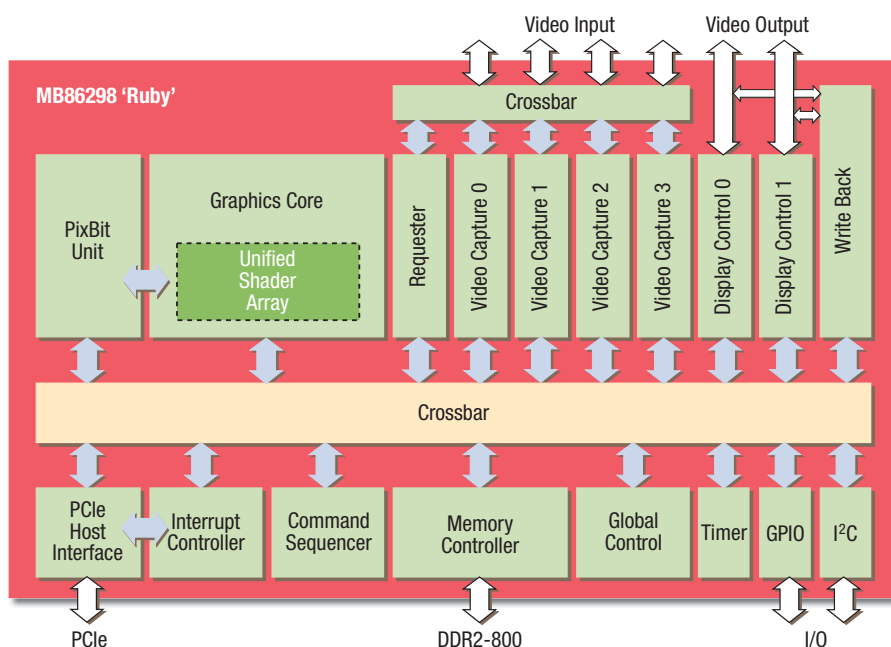 Video Input
Video Output
MB86298 'Ruby'
Crossbar
PixBit
Unit
Graphics Core
Unified
Shader
Array
Requester
Video Capture 0
Video Capture 1
Video Capture 2
Video Capture 3
Display Control 0
Display Control 1
Write Back
Crossbar
PCIe
Host
Interface
Interrupt
Controller
Command
Sequencer
Memory
Controller
Global
Control
Timer
GPIO
I²C
PCIe
DDR2-800
I/O